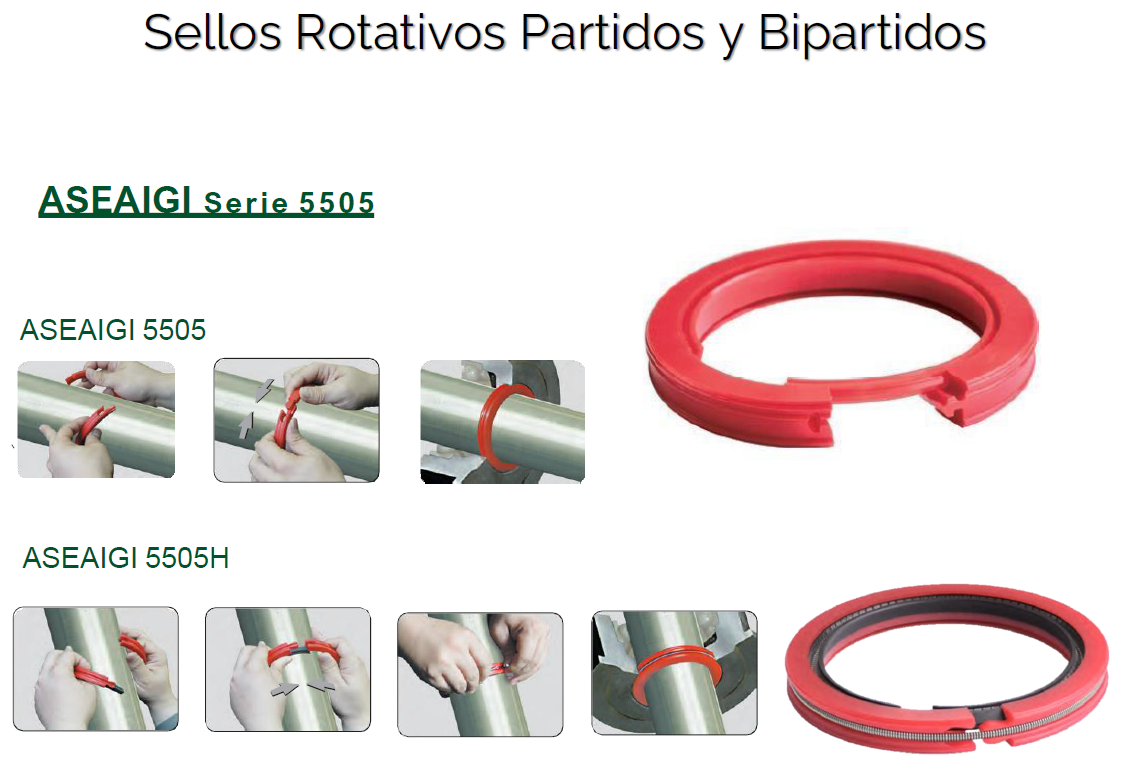 Sellos Rotativos Partidos y Bipartidos
ASEAIGI Serie 5505
ASEAIGI 5505
ASEAIGI 5505H